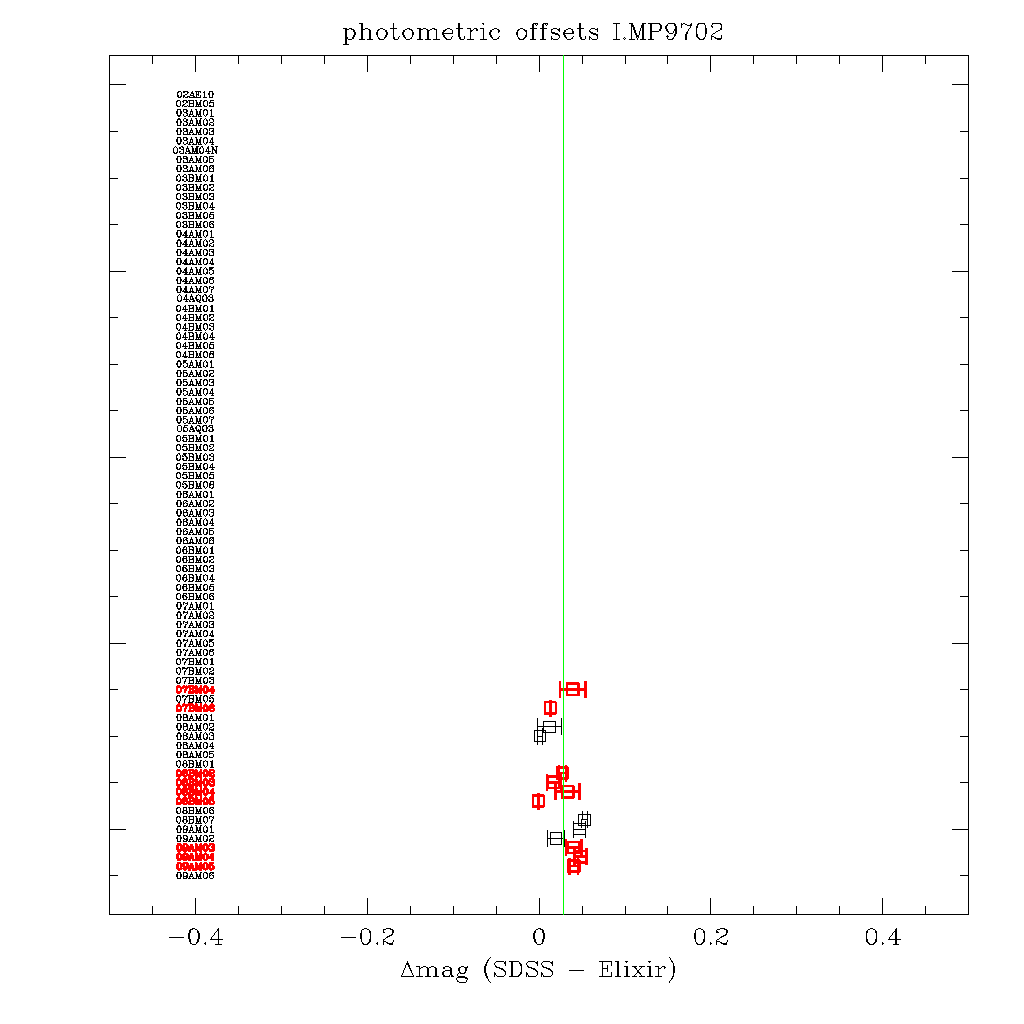 photometric offsets I.MP9702
02AE10
02BM05
03AM01
03AM02
03AM03
03AM04
03AM04N
03AM05
03AM06
03BM01
03BM02
03BM03
03BM04
03BM05
03BM06
04AM01
04AM02
04AM03
04AM04
04AM05
04AM06
04AM07
04AQ03
04BM01
04BM02
04BM03
04BM04
04BM05
04BM06
05AM01
05AM02
05AM03
05AM04
05AM05
05AM06
05AM07
05AQ03
05BM01
05BM02
05BM03
05BM04
05BM05
05BM06
06AM01
06AM02
06AM03
06AM04
06AM05
06AM06
06BM01
06BM02
06BM03
06BM04
06BM05
06BM06
07AM01
07AM02
07AM03
07AM04
07AM05
07AM06
07BM01
07BM02
07BM03
07BM04
07BM05
07BM06
08AM01
08AM02
08AM03
08AM04
08AM05
08BM01
08BM02
08BM03
08BM04
08BM05
08BM06
08BM07
09AM01
09AM02
09AM03
09AM04
09AM05
09AM06
−0.4 −0.2 0 0.2 0.4
Δmag (SDSS − Elixir)